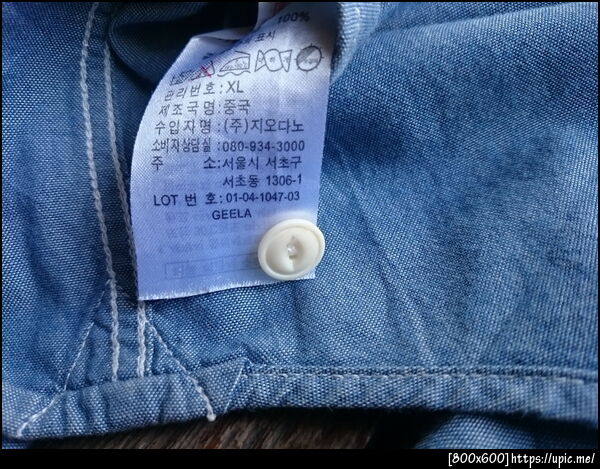 100%
표시
관리번호:XL
제조국명:중국
수입자명:(주)지오다노
소비자상담실:080-934-3000
주 소:서울시 서초구
서초동 1306-1
LOT 번 호:01-04-1047-03
GEELA
[800x600]https://upic.me/